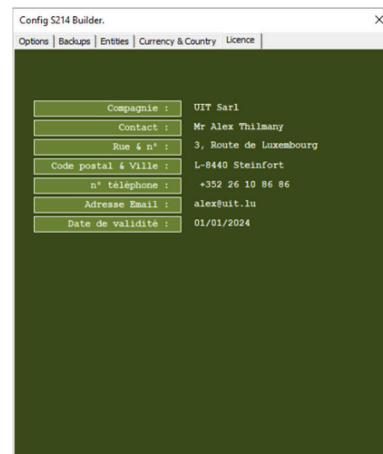 Config S214 Builder.
Options Backups Entities Currency & Country Licence
Compagnie : UIT Sarl
Contact : Mr Alex Thilmany
Rue & n° : 3, Route de Luxembourg
Code postal & Ville : L-8440 Steinfort
n° téléphone : +352 26 10 86 86
Adresse Email : alex@uit.lu
Date de validité : 01/01/2024